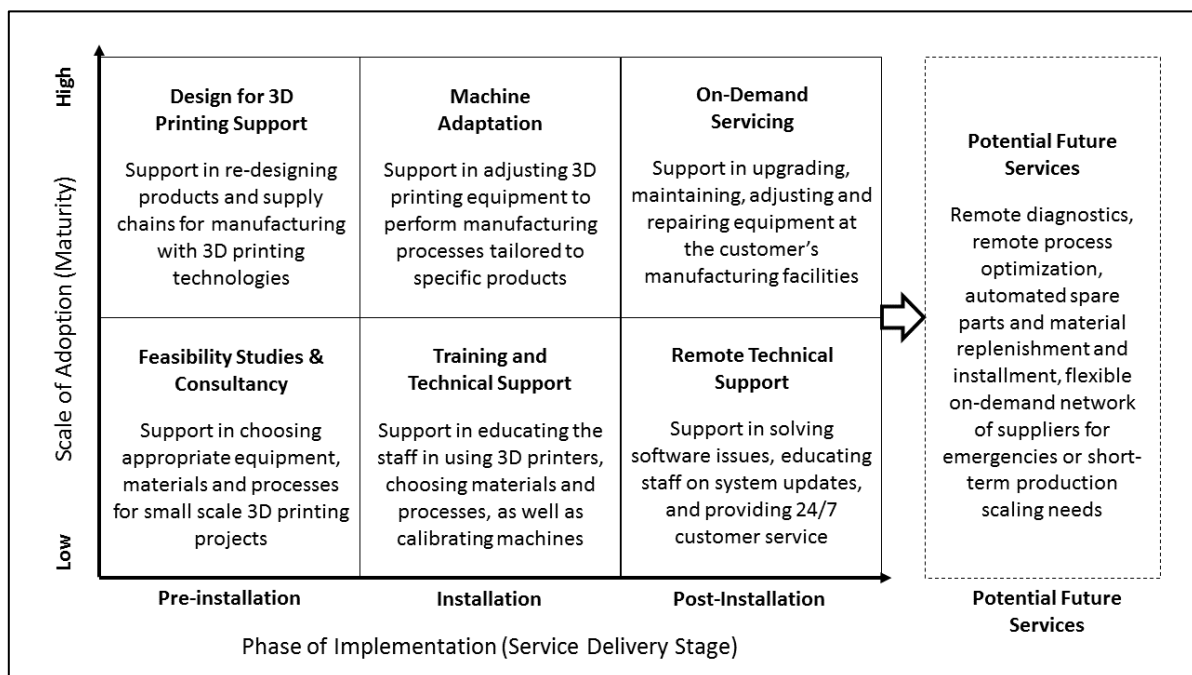 High
Scale of Adoption (Maturity)
Low
Design for 3D
Printing Support
Support in re-designing
products and supply
chains for manufacturing
with 3D printing
technologies
Machine
Adaptation
Support in adjusting 3D
printing equipment to
perform manufacturing
processes tailored to
specific products
On-Demand
Servicing
Support in upgrading,
maintaining, adjusting and
repairing equipment at
the customer’s
manufacturing facilities
Feasibility Studies &
Consultancy
Support in choosing
appropriate equipment,
materials and processes
for small scale 3D printing
projects
Training and
Technical Support
Support in educating the
staff in using 3D printers,
choosing materials and
processes, as well as
calibrating machines
Remote Technical
Support
Support in solving
software issues, educating
staff on system updates,
and providing 24/7
customer service
Potential Future
Services
Remote diagnostics,
remote process
optimization,
automated spare
parts and material
replenishment and
installment, flexible
on-demand network
of suppliers for
emergencies or short-
term production
scaling needs
Pre-installation
Installation
Post-Installation
Potential Future
Services
Phase of Implementation (Service Delivery Stage)